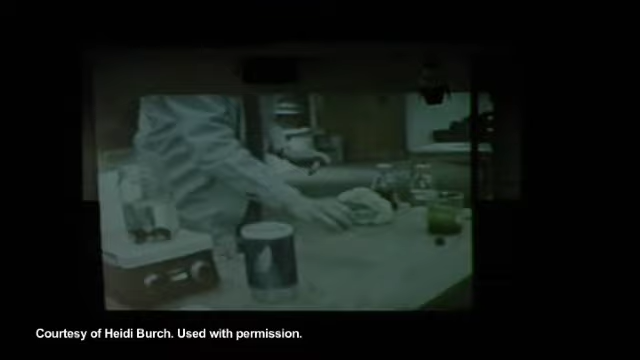 Courtesy of Heidi Burch. Used with permission.